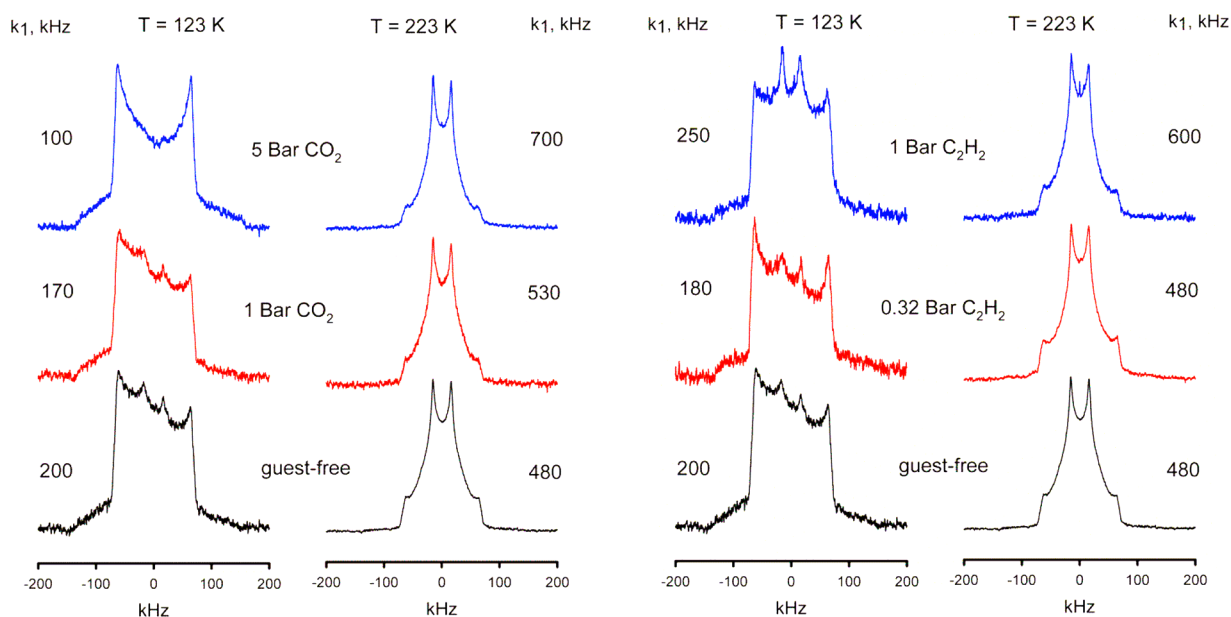 k1, kHz T = 123 K T = 223 K k1, kHz
100 5 Bar CO2 700
170 1 Bar CO2 530
200 guest-free 480
-200 -100 0 100 200 -200 -100 0 100 200
kHz kHz
k1, kHz T = 123 K T = 223 K k1, kHz
250 1 Bar C2H2 600
180 0.32 Bar C2H2 480
200 guest-free 480
-200 -100 0 100 200 -200 -100 0 100 200
kHz kHz